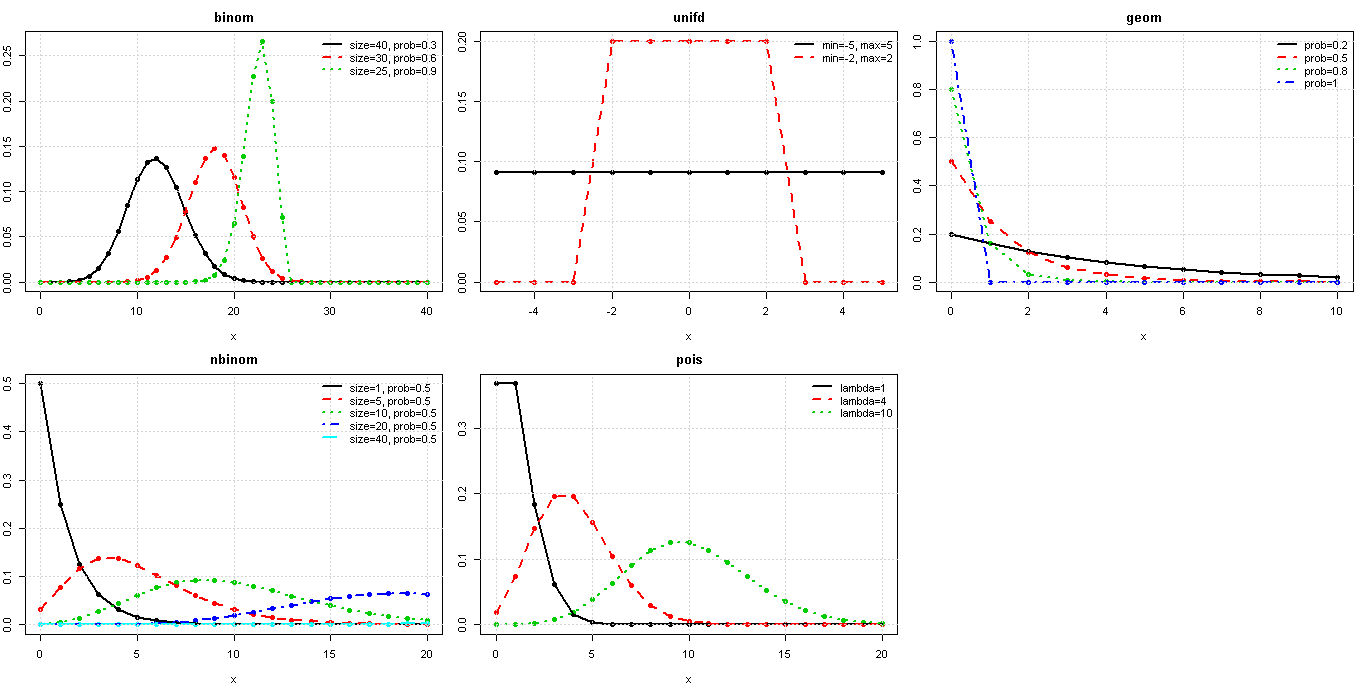 binom
size=40, prob=0.3
size=30, prob=0.6
size=25, prob=0.9
0.00 0.05 0.10 0.15 0.20 0.25
0 10 20 30 40
x
unifd
min=-5, max=5
min=-2, max=2
0.00 0.05 0.10 0.15 0.20
-4 -2 0 2 4
x
geom
prob=0.2
prob=0.5
prob=0.8
prob=1
0.0 0.2 0.4 0.6 0.8 1.0
0 2 4 6 8 10
x
nbinom
size=1, prob=0.5
size=5, prob=0.5
size=10, prob=0.5
size=20, prob=0.5
size=40, prob=0.5
0.0 0.1 0.2 0.3 0.4 0.5
0 5 10 15 20
x
pois
lambda=1
lambda=4
lambda=10
0.0 0.1 0.2 0.3
0 5 10 15 20
x